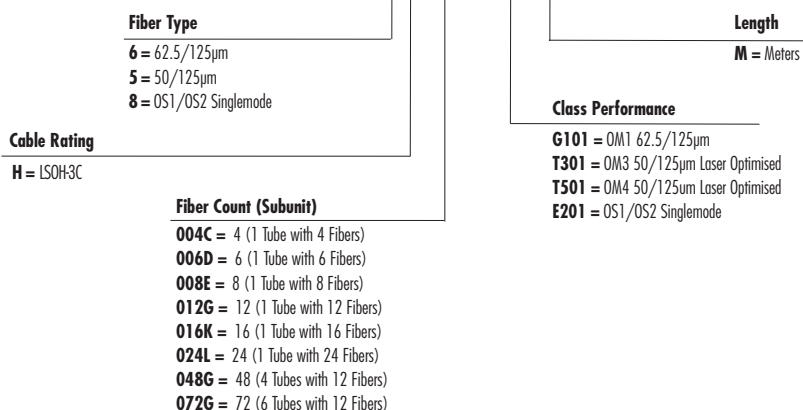 Fiber Type
6 = 62.5/125µm
5 = 50/125µm
8 = OS1/OS2 Singlemode
Cable Rating
H = LSOH-3C
Fiber Count (Subunit)
004C = 4 (1 Tube with 4 Fibers)
006D = 6 (1 Tube with 6 Fibers)
008E = 8 (1 Tube with 8 Fibers)
012G = 12 (1 Tube with 12 Fibers)
016K = 16 (1 Tube with 16 Fibers)
024L = 24 (1 Tube with 24 Fibers)
048G = 48 (4 Tubes with 12 Fibers)
072G = 72 (6 Tubes with 12 Fibers)
Length
M = Meters
Class Performance
G101 = OM1 62.5/125µm
T301 = OM3 50/125µm Laser Optimised
T501 = OM4 50/125um Laser Optimised
E201 = OS1/OS2 Singlemode